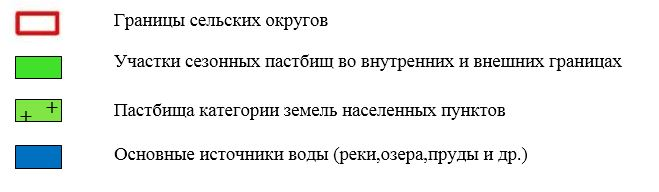 Границы сельских округов
Участки сезонных пастбищ во внутренних и внешних границах
Пастбища категории земель населенных пунктов
Основные источники воды (реки,озера,пруды и др.)